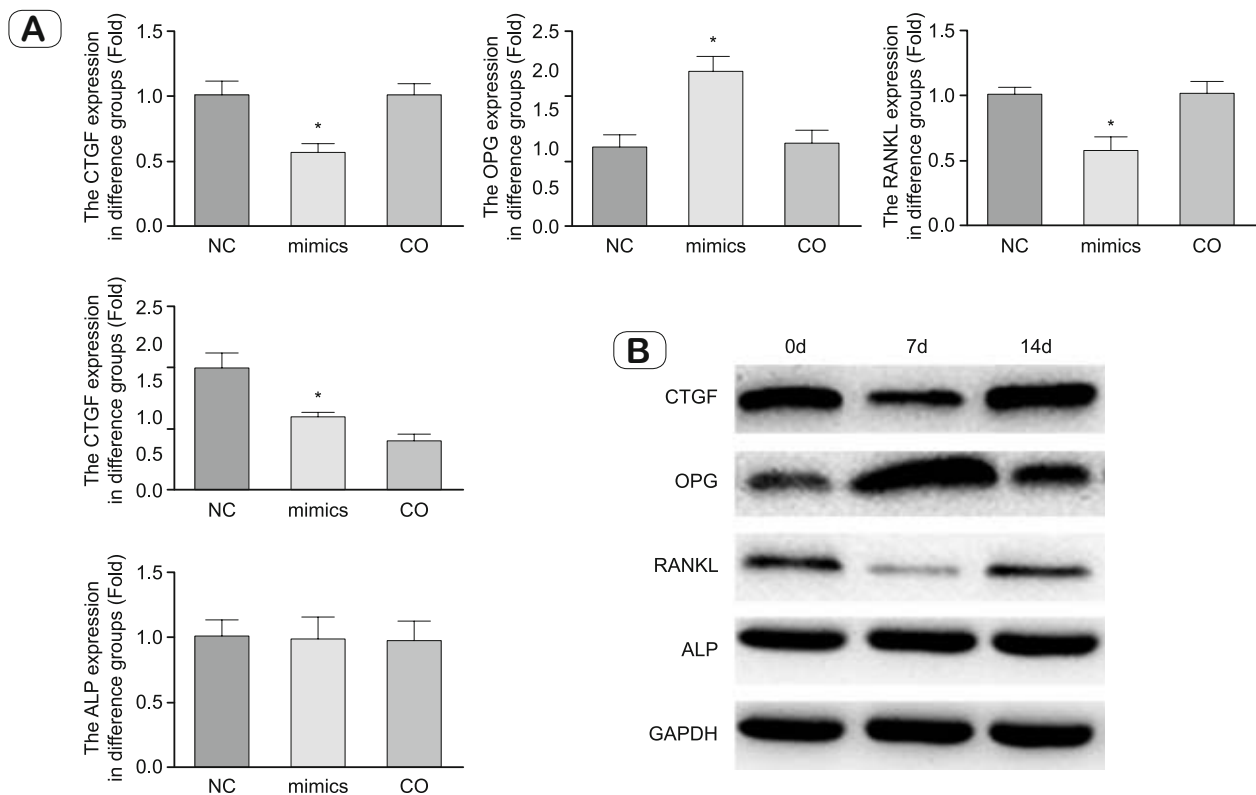 A
The CTGF expression
in difference groups (Fold)
1.5
1.0
0.5
0.0
*
NC mimics CO
The OPG expression
in difference groups (Fold)
2.5
2.0
1.5
1.0
0.5
0.0
*
NC mimics CO
The RANKL expression
in difference groups (Fold)
1.5
1.0
0.5
0.0
*
NC mimics CO
The CTGF expression
in difference groups (Fold)
2.5
2.0
1.5
1.0
0.5
0.0
*
NC mimics CO
The ALP expression
in difference groups (Fold)
1.5
1.0
0.5
0.0
NC mimics CO
B
0d 7d 14d
CTGF
OPG
RANKL
ALP
GAPDH